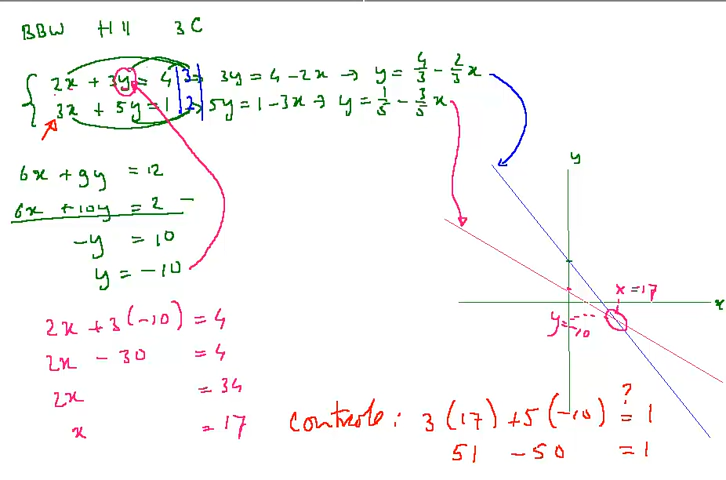 BBW H11 3C
2x + 3y = 4 |3| → 3y = 4 - 2x → y = 4/3 - 2/3 x
3x + 5y = 1 |2| → 5y = 1 - 3x → y = 1/5 - 3/5 x
6x + 9y = 12
6x + 10y = 2 -
-y = 10
y = -10
2x + 3(-10) = 4
2x - 30 = 4
2x = 34
x = 17
y
x = 17
x
y = -10
controle: 3(17) + 5(-10) ?= 1
51 - 50 = 1